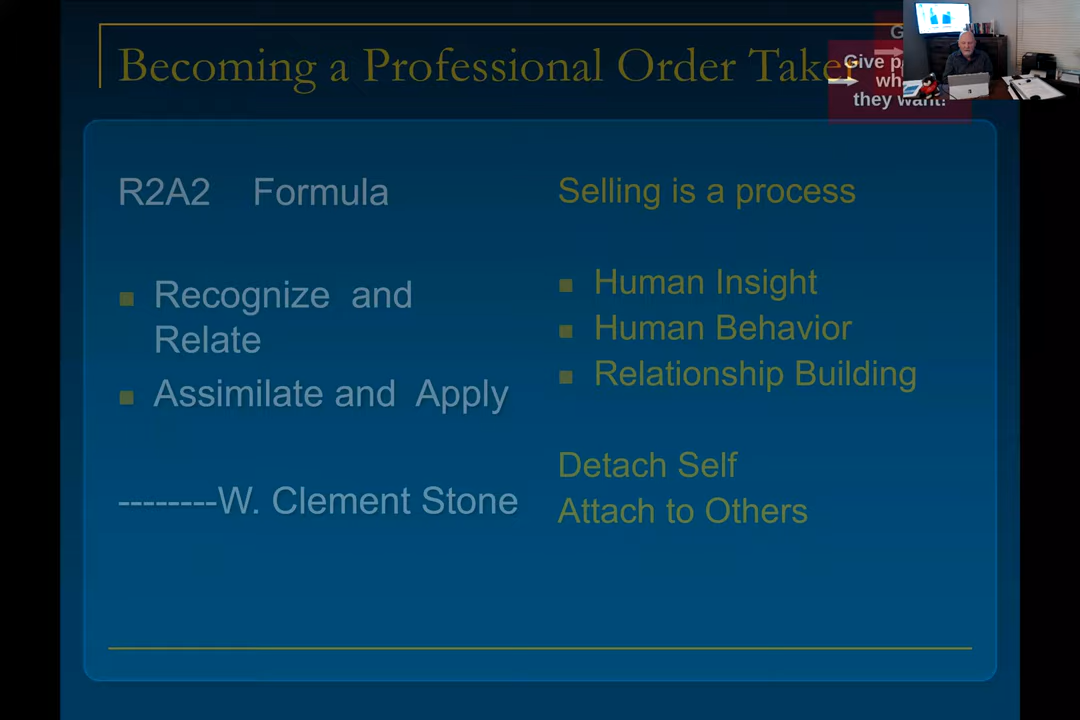 Becoming a Professional Order Taker
G
Give p
wh
they want!
R2A2 Formula
Recognize and
Relate
Assimilate and Apply
--------W. Clement Stone
Selling is a process
Human Insight
Human Behavior
Relationship Building
Detach Self
Attach to Others